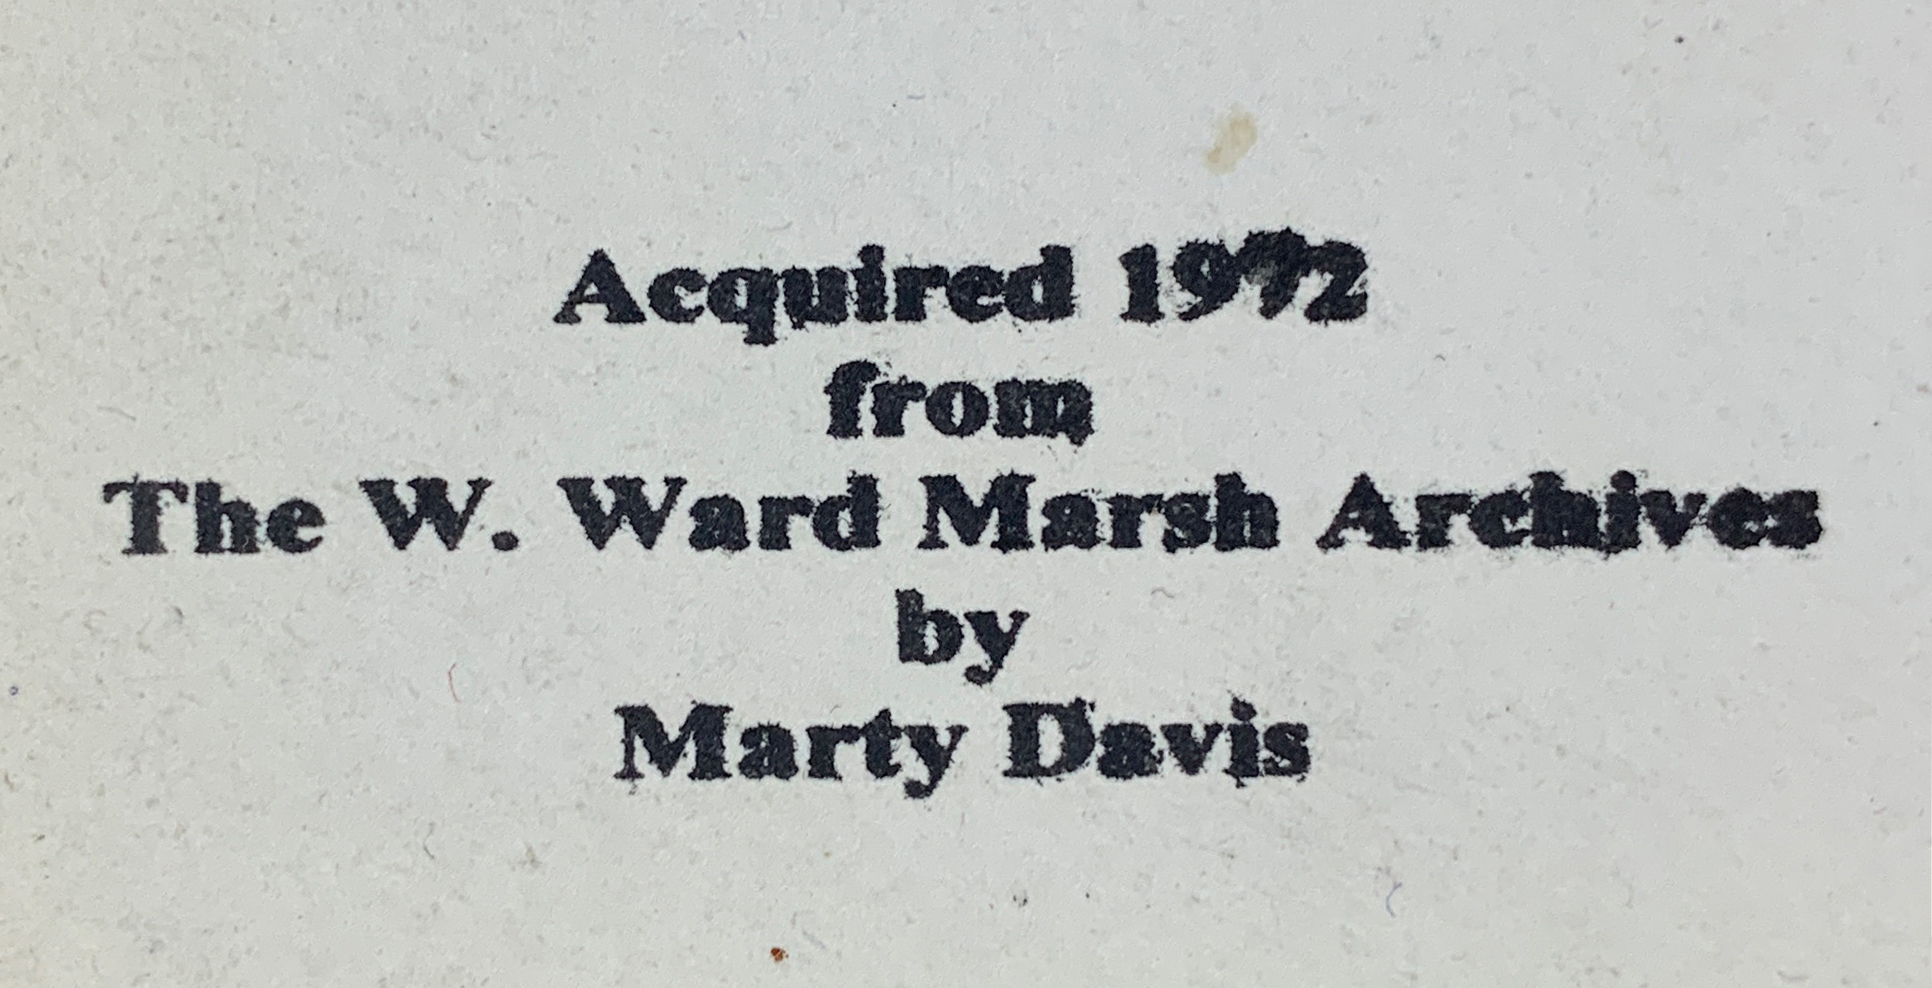 Acquired 1972
from
The W. Ward Marsh Archives
by
Marty Davis